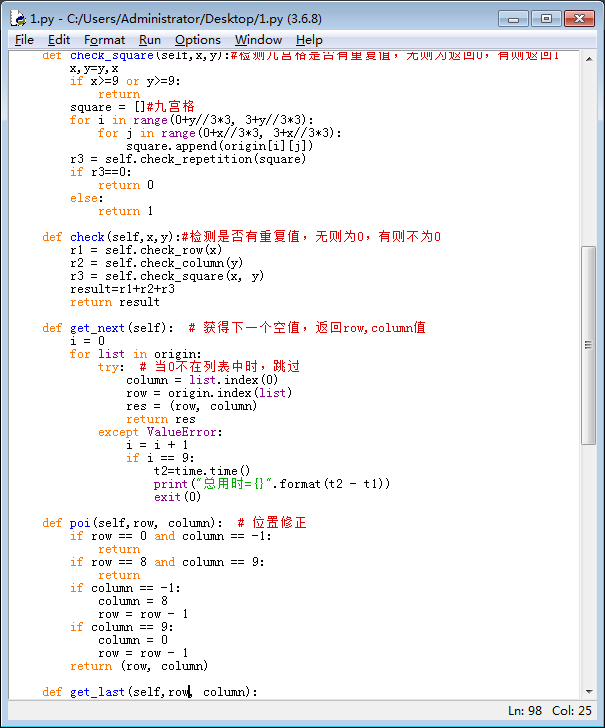 1.py - C:/Users/Administrator/Desktop/1.py (3.6.8)
File Edit Format Run Options Window Help
def check_square(self,x,y):#检测九宫格是否有重复值，无则为返回0，有则返回1
x,y=y,x
if x>=9 or y>=9:
return
square = []#九宫格
for i in range(0+y//3*3, 3+y//3*3):
for j in range(0+x//3*3, 3+x//3*3):
square.append(origin[i][j])
r3 = self.check_repetition(square)
if r3==0:
return 0
else:
return 1
def check(self,x,y):#检测是否有重复值，无则为0，有则不为0
r1 = self.check_row(x)
r2 = self.check_column(y)
r3 = self.check_square(x, y)
result=r1+r2+r3
return result
def get_next(self):  # 获得下一个空值，返回row,column值
i = 0
for list in origin:
try:  # 当0不在列表中时，跳过
column = list.index(0)
row = origin.index(list)
res = (row, column)
return res
except ValueError:
i = i + 1
if i == 9:
t2=time.time()
print("总用时={}".format(t2 - t1))
exit(0)
def poi(self,row, column):  # 位置修正
if row == 0 and column == -1:
return
if row == 8 and column == 9:
return
if column == -1:
column = 8
row = row - 1
if column == 9:
column = 0
row = row - 1
return (row, column)
def get_last(self,row, column):
Ln: 98 Col: 25